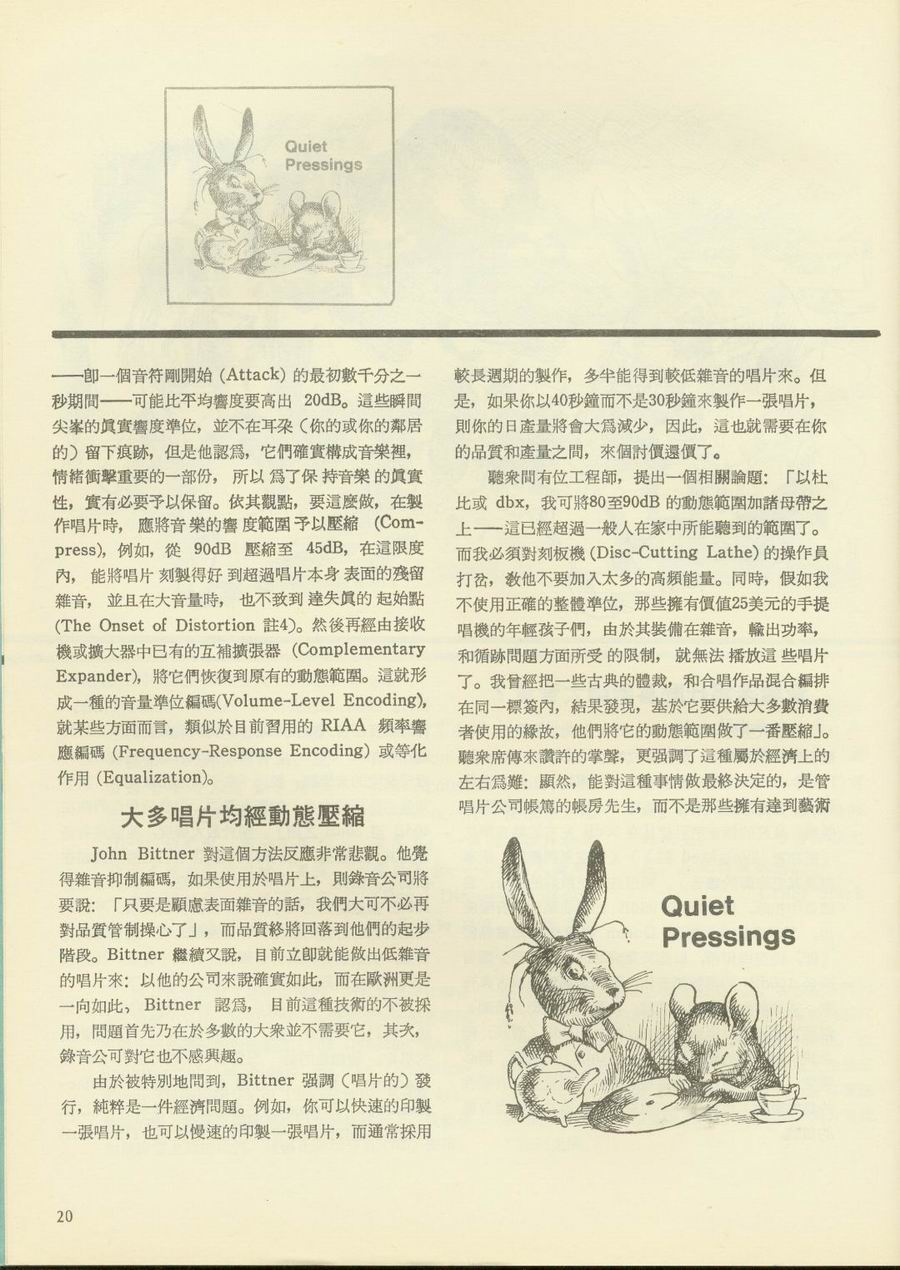 Quiet
Pressings
——卽一個音符剛開始 (Attack) 的最初數千分之一
秒期間——可能比平均響度要高出 20dB。這些瞬間
尖峯的眞實響度準位，並不在耳朶（你的或你的鄰居
的）留下痕跡，但是他認爲，它們確實構成音樂裡，
情緒衝擊重要的一部份， 所以 爲了保 持音樂 的眞實
性，實有必要予以保留。依其觀點，要這麽做，在製
作唱片時， 應將音 樂的響 度範圍 予以壓縮 (Com-
press)，例如，從 90dB 壓縮至 45dB，在這限度
內， 能將唱片 刻製得好 到超過唱片本身 表面的殘留
雜音， 並且在大音量時， 也不致到 達失眞的 起始點
(The Onset of Distortion 註4)。然後再經由接收
機或擴大器中已有的互補擴張器 (Complementary
Expander)，將它們恢復到原有的動態範圍。這就形
成一種的音量準位編碼(Volume-Level Encoding)，
就某些方面而言，類似於目前習用的 RIAA 頻率響
應編碼 (Frequency-Response Encoding) 或等化
作用 (Equalization)。
大多唱片均經動態壓縮
John Bittner 對這個方法反應非常悲觀。他覺
得雜音抑制編碼，如果使用於唱片上，則錄音公司將
要說：「只要是顧慮表面雜音的話，我們大可不必再
對品質管制操心了」，而品質終將回落到他們的起步
階段。Bittner 繼續又說，目前立卽就能做出低雜音
的唱片來：以他的公司來說確實如此，而在歐洲更是
一向如此，Bittner 認爲， 目前這種技術的不被採
用，問題首先乃在於多數的大衆並不需要它，其次，
錄音公司對它也不感興趣。
由於被特別地問到，Bittner 强調（唱片的）發
行，純粹是一件經濟問題。例如，你可以快速的印製
一張唱片，也可以慢速的印製一張唱片，而通常採用
較長週期的製作，多半能得到較低雜音的唱片來。但
是，如果你以40秒鐘而不是30秒鐘來製作一張唱片，
則你的日產量將會大爲減少，因此，這也就需要在你
的品質和產量之間，來個討價還價了。
聽衆間有位工程師，提出一個相關論題：「以杜
比或 dbx，我可將80至90dB 的動態範圍加諸母帶之
上——這已經超過一般人在家中所能聽到的範圍了。
而我必須對刻板機 (Disc-Cutting Lathe) 的操作員
打岔，敎他不要加入太多的高頻能量。同時，假如我
不使用正確的整體準位，那些擁有價值25美元的手提
唱機的年輕孩子們，由於其裝備在雜音，輸出功率，
和循跡問題方面所受 的限制， 就無法 播放這 些唱片
了。我曾經把一些古典的體裁，和合唱作品混合編排
在同一標簽內，結果發現，基於它要供給大多數消費
者使用的緣故，他們將它的動態範圍做了一番壓縮」。
聽衆席傳來讚許的掌聲，更强調了這種屬於經濟上的
左右爲難：顯然，能對這種事情做最終決定的，是管
唱片公司帳簿的帳房先生，而不是那些擁有達到藝術
Quiet
Pressings
20